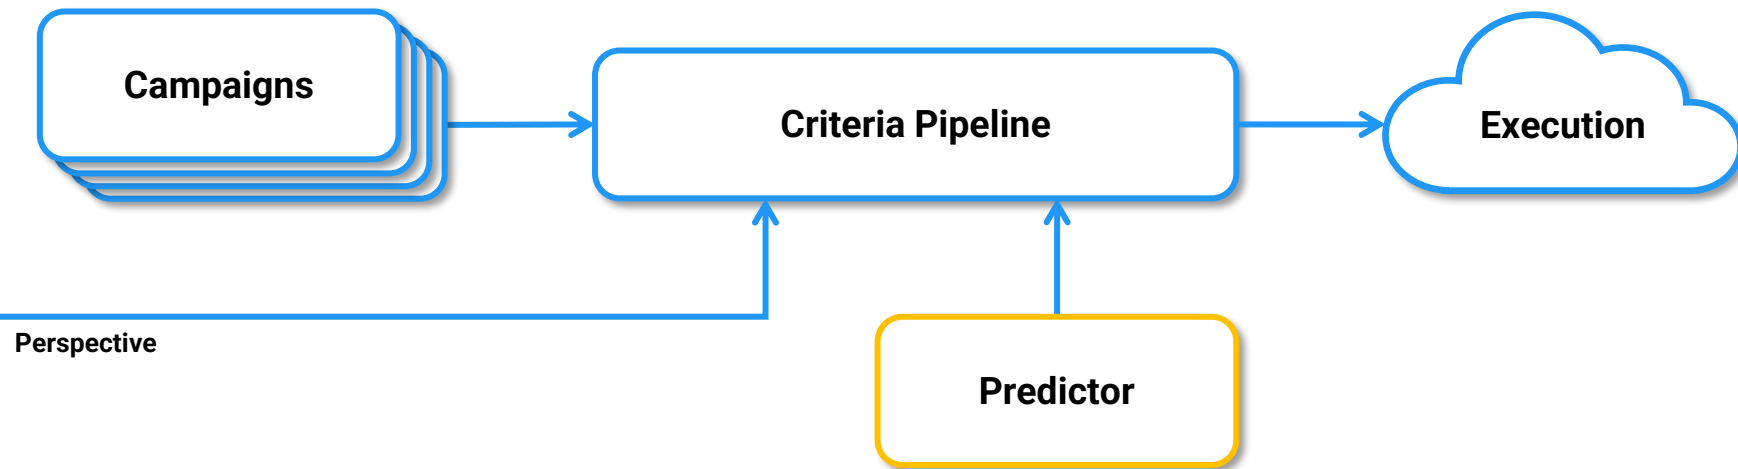 Campaigns
Criteria Pipeline
Execution
Perspective
Predictor